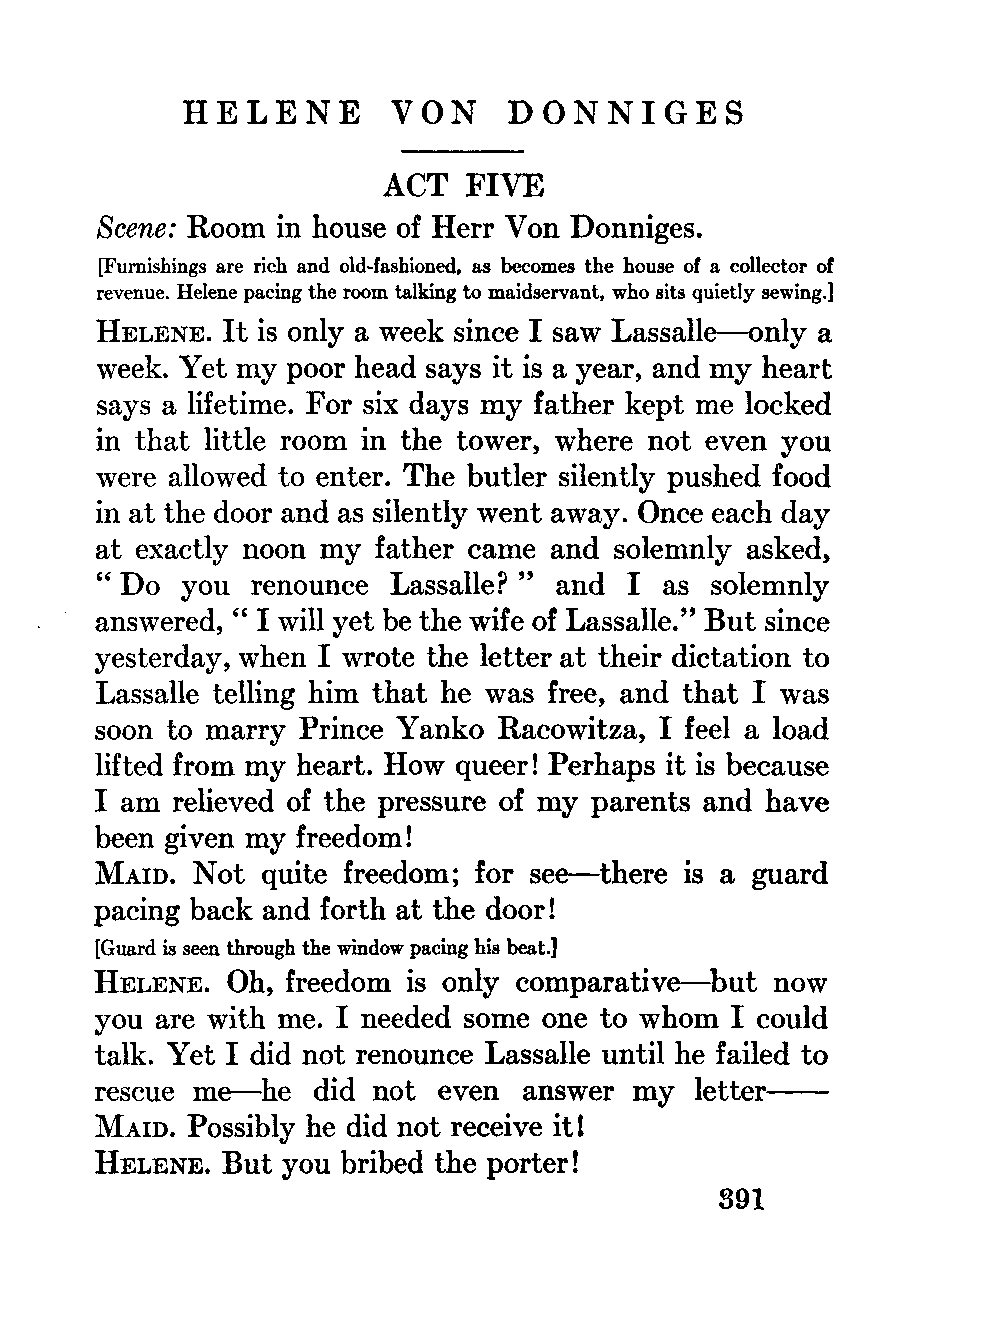 HELENE VON DONNIGES
ACT FIVE
Scene: Room in house of Herr Von Donniges.
[Furnishings are rich and old-fashioned, as becomes the house of a collector of
revenue. Helene pacing the room talking to maidservant, who sits quietly sewing.]
HELENE. It is only a week since I saw Lassalle—only a
week. Yet my poor head says it is a year, and my heart
says a lifetime. For six days my father kept me locked
in that little room in the tower, where not even you
were allowed to enter. The butler silently pushed food
in at the door and as silently went away. Once each day
at exactly noon my father came and solemnly asked,
“ Do you renounce Lassalle? ” and I as solemnly
answered, “ I will yet be the wife of Lassalle.” But since
yesterday, when I wrote the letter at their dictation to
Lassalle telling him that he was free, and that I was
soon to marry Prince Yanko Racowitza, I feel a load
lifted from my heart. How queer! Perhaps it is because
I am relieved of the pressure of my parents and have
been given my freedom!
MAID. Not quite freedom; for see—there is a guard
pacing back and forth at the door!
[Guard is seen through the window pacing his beat.]
HELENE. Oh, freedom is only comparative—but now
you are with me. I needed some one to whom I could
talk. Yet I did not renounce Lassalle until he failed to
rescue me—he did not even answer my letter——
MAID. Possibly he did not receive it!
HELENE. But you bribed the porter!
391